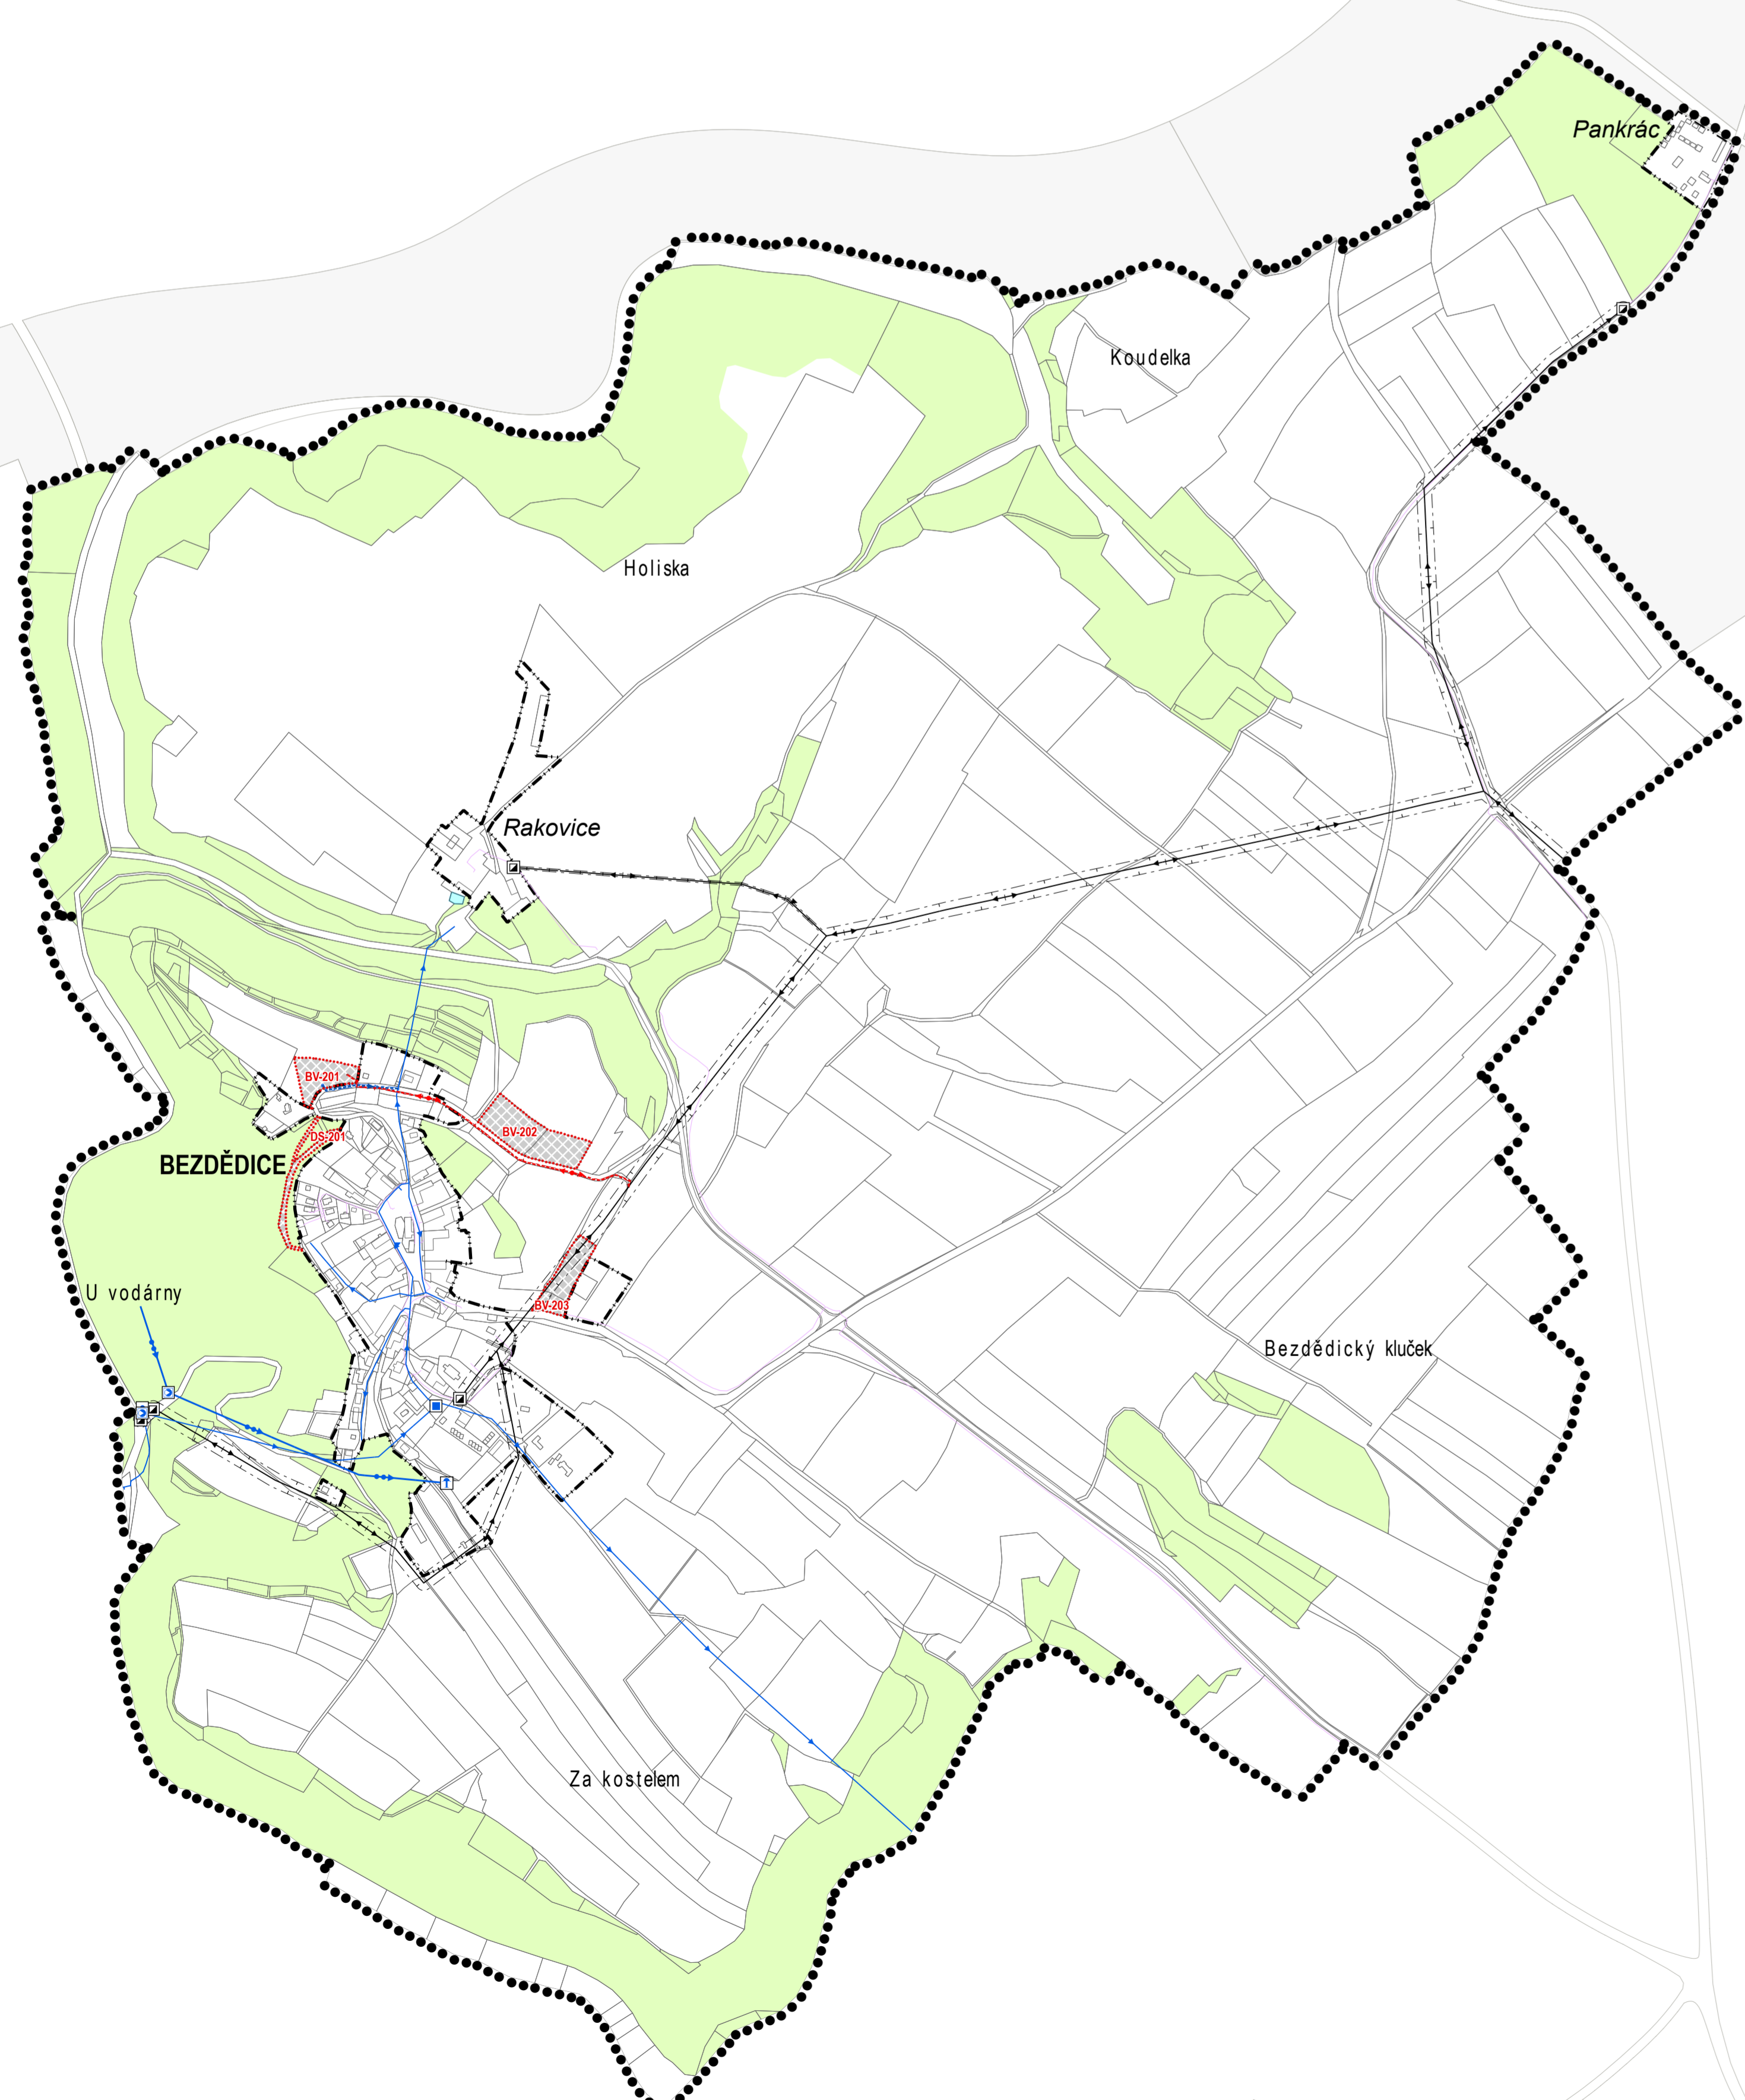 Pankrác
Koudelka
Holiska
Rakovice
BV-201
BV-202
DS-201
BEZDĚDICE
U vodárny
BV-203
Bezdědický kluček
Za kostelem